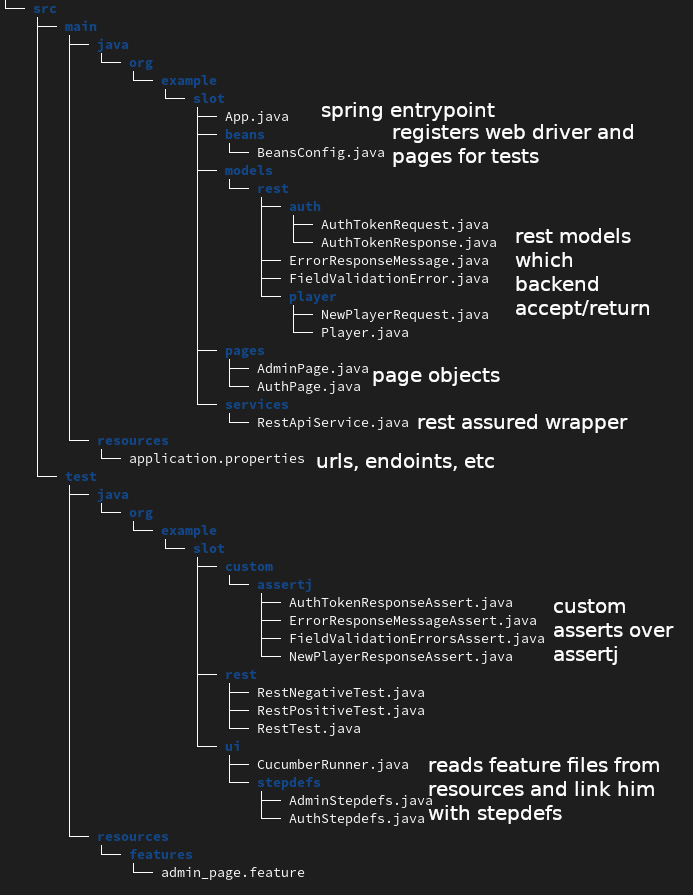 src
main
java
org
example
slot
App.java spring entrypoint
beans registers web driver and
BeansConfig.java pages for tests
models
rest
auth
AuthTokenRequest.java
AuthTokenResponse.java rest models
ErrorResponseMessage.java which
FieldValidationError.java backend
player accept/return
NewPlayerRequest.java
Player.java
pages
AdminPage.java page objects
AuthPage.java
services
RestApiService.java rest assured wrapper
resources
application.properties urls, endoints, etc
test
java
org
example
slot
custom
assertj
AuthTokenResponseAssert.java custom
ErrorResponseMessageAssert.java asserts over
FieldValidationErrorsAssert.java assertj
NewPlayerResponseAssert.java
rest
RestNegativeTest.java
RestPositiveTest.java
RestTest.java
ui
CucumberRunner.java reads feature files from
stepdefs resources and link him
AdminStepdefs.java with stepdefs
AuthStepdefs.java
resources
features
admin_page.feature